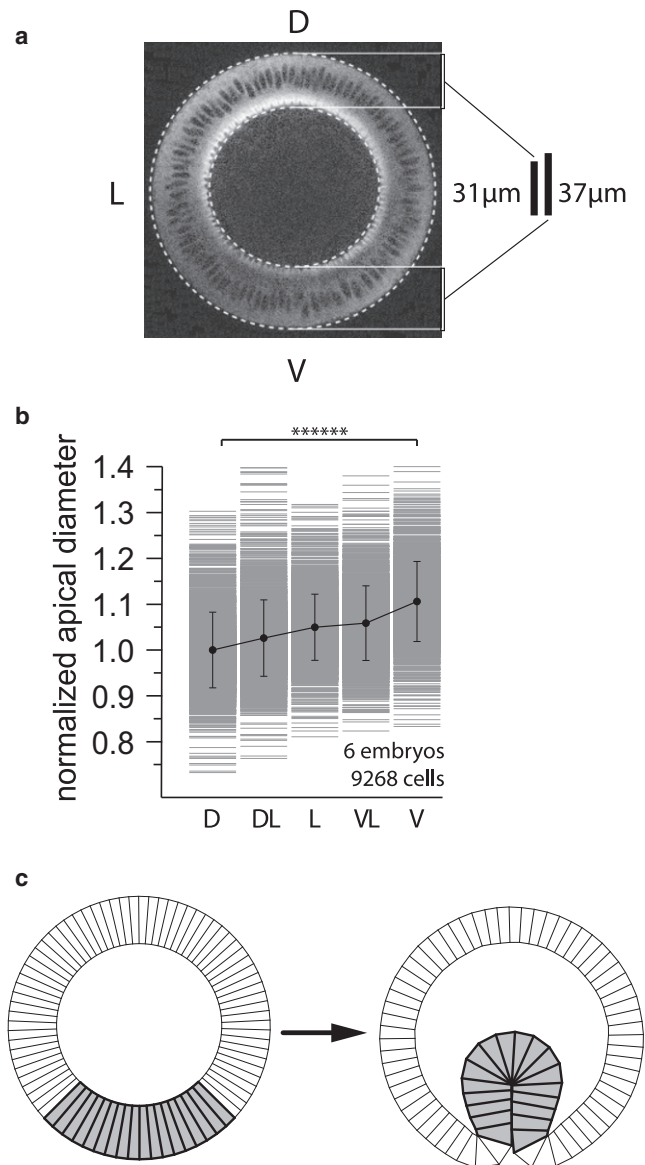 a
D
L
31µm 37µm
V
b
******
normalized apical diameter
1.4
1.3
1.2
1.1
1.0
0.9
0.8
6 embryos
9268 cells
D DL L VL V
c